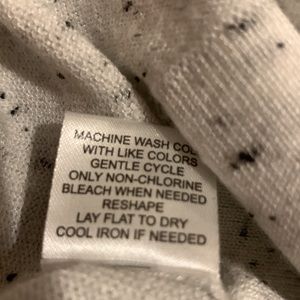 MACHINE WASH CO
WITH LIKE COLORS
GENTLE CYCLE
ONLY NON-CHLORINE
BLEACH WHEN NEEDED
RESHAPE
LAY FLAT TO DRY
COOL IRON IF NEEDED